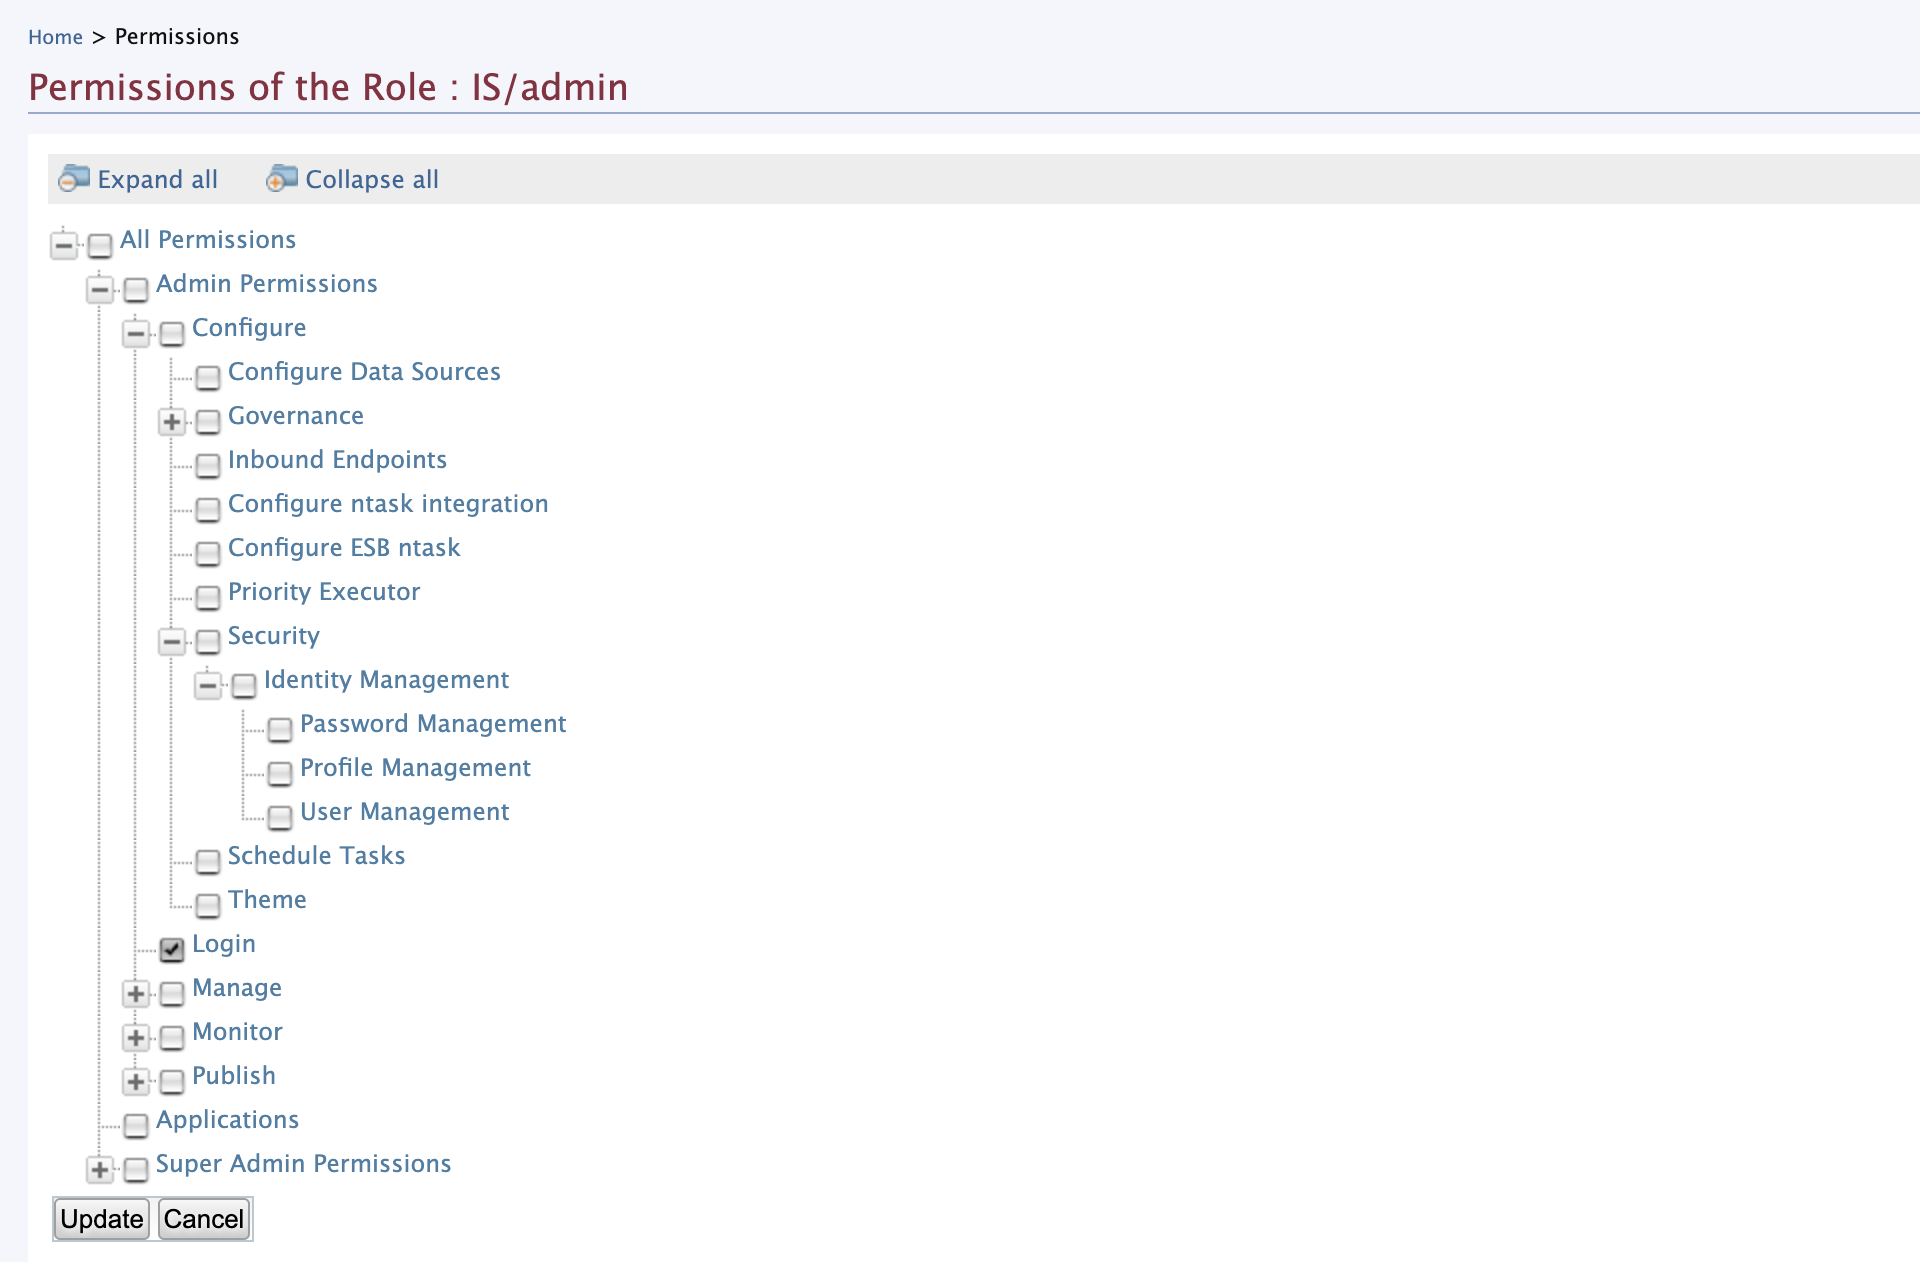 Home > Permissions
Permissions of the Role : IS/admin
Expand all Collapse all
All Permissions
Admin Permissions
Configure
Configure Data Sources
Governance
Inbound Endpoints
Configure ntask integration
Configure ESB ntask
Priority Executor
Security
Identity Management
Password Management
Profile Management
User Management
Schedule Tasks
Theme
Login
Manage
Monitor
Publish
Applications
Super Admin Permissions
Update Cancel